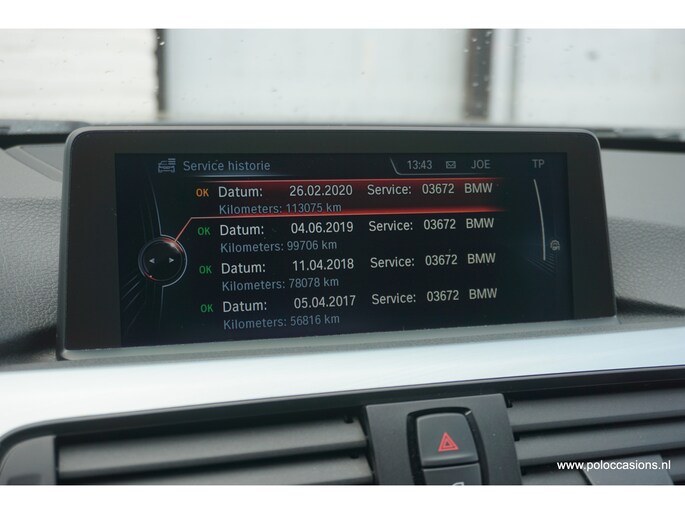 Service historie 13:43 JOE TP
OK Datum: 26.02.2020 Service: 03672 BMW
Kilometers: 113075 km
OK Datum: 04.06.2019 Service: 03672 BMW
Kilometers: 99706 km
OK Datum: 11.04.2018 Service: 03672 BMW
Kilometers: 78078 km
OK Datum: 05.04.2017 Service: 03672 BMW
Kilometers: 56816 km
www.poloccasions.nl